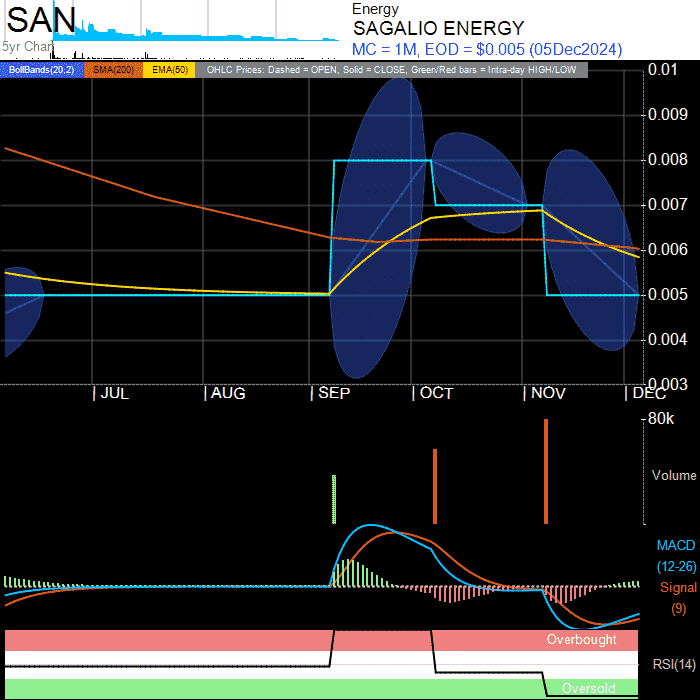 SAN
5yr Chart
Energy
SAGALIO ENERGY
MC = 1M, EOD = $0.005 (05Dec2024)
BollBands(20,2) SMA(200) EMA(50) OHLC Prices: Dashed = OPEN, Solid = CLOSE, Green/Red bars = Intra-day HIGH/LOW
0.01
0.009
0.008
0.007
0.006
0.005
0.004
0.003
JUL AUG SEP OCT NOV DEC
80k
Volume
MACD
(12-26)
Signal
(9)
Overbought
RSI(14)
Oversold